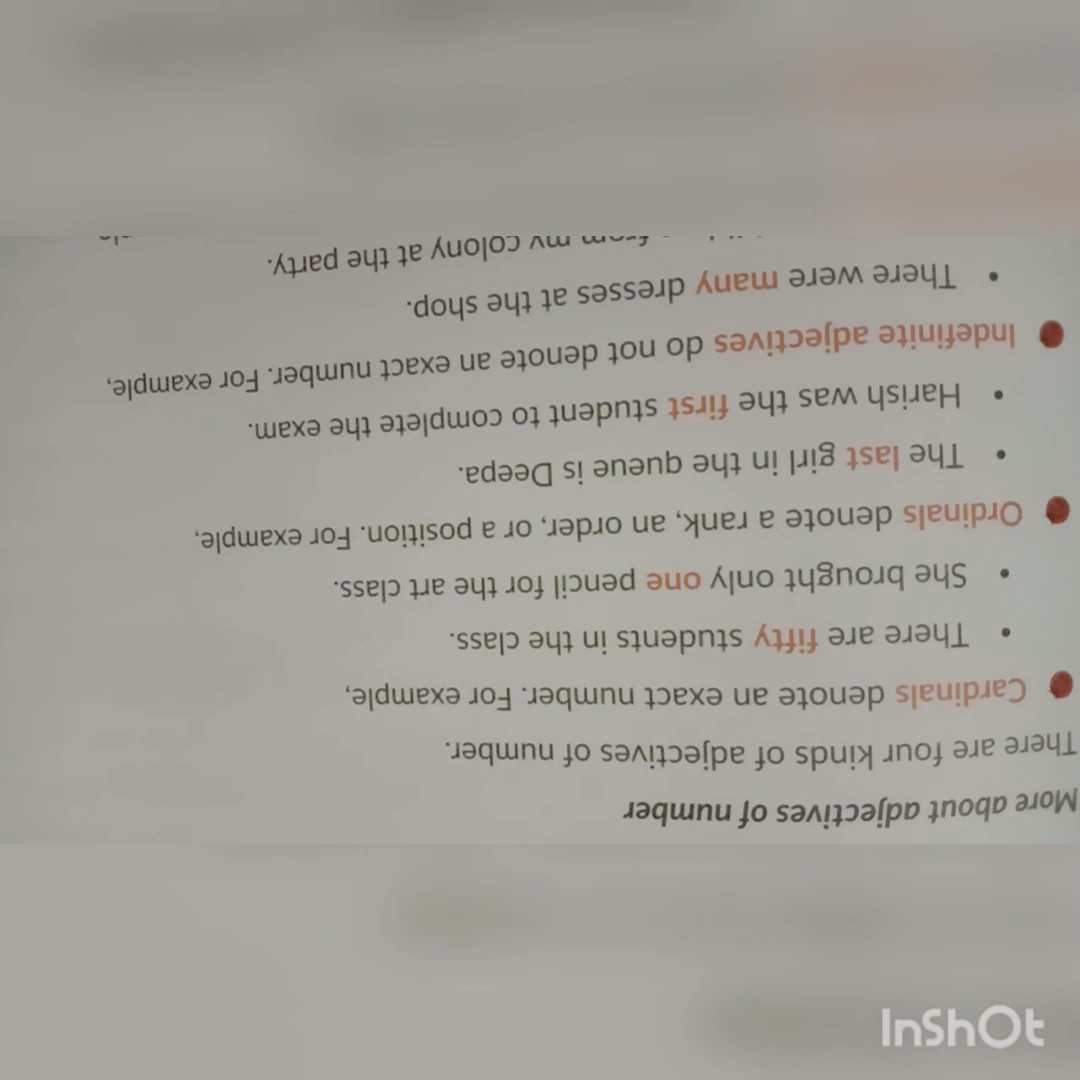 More about adjectives of number
There are four kinds of adjectives of number.
Cardinals denote an exact number. For example,
• There are fifty students in the class.
• She brought only one pencil for the art class.
Ordinals denote a rank, an order, or a position. For example,
• The last girl in the queue is Deepa.
• Harish was the first student to complete the exam.
Indefinite adjectives do not denote an exact number. For example,
• There were many dresses at the shop.
from my colony at the party.
InShOt